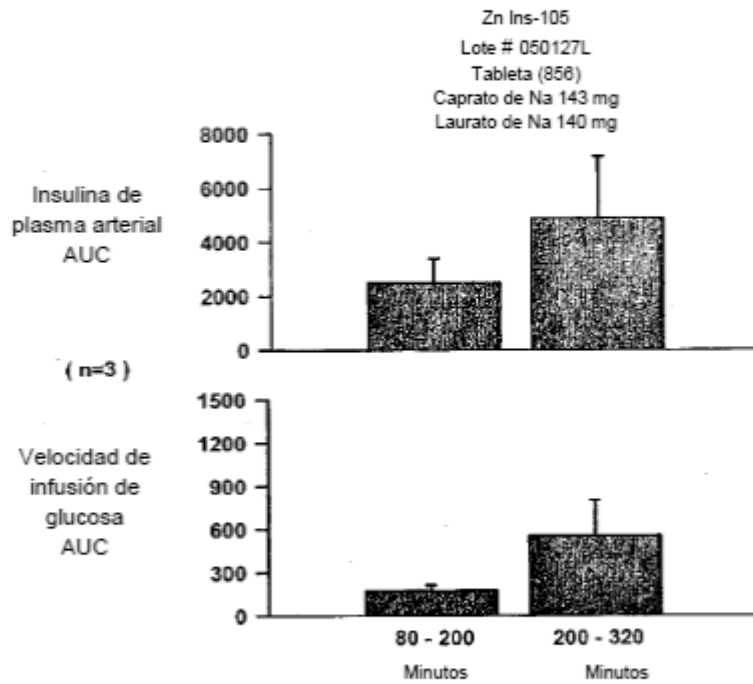 Zn Ins-105
Lote # 050127L
Tableta (856)
Caprato de Na 143 mg
Laurato de Na 140 mg
8000
6000
4000
2000
0
Insulina de
plasma arterial
AUC
( n=3 )
1500
1200
900
600
300
0
Velocidad de
infusión de
glucosa
AUC
80 - 200
200 - 320
Minutos
Minutos